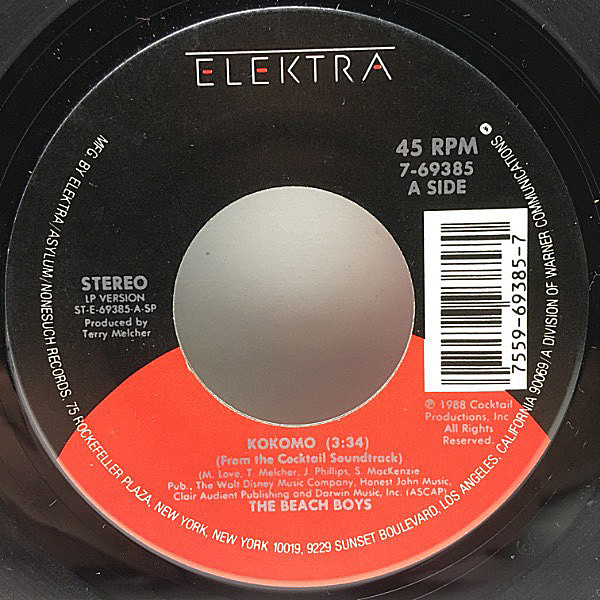 ELEKTRA
45 RPM
7-69385
A SIDE
STEREO
LP VERSION
ST-E-69385-A-SP
Produced by
Terry Melcher
7559-69385-7
℗ 1988 Cocktail
Productions, Inc
All Rights
Reserved.
KOKOMO (3:34)
(From the Cocktail Soundtrack)
(M. Love, T. Melcher, J. Phillips, S. MacKenzie
Pub., The Walt Disney Music Company, Honest John Music,
Clair Audient Publishing and Darwin Music, Inc. (ASCAP)
THE BEACH BOYS
MFG BY ELEKTRA/ASYLUM/NONESUCH RECORDS, 75 ROCKEFELLER PLAZA, NEW YORK, NEW YORK 10019, 9229 SUNSET BOULEVARD, LOS ANGELES, CALIFORNIA 90069/A DIVISION OF WARNER COMMUNICATIONS